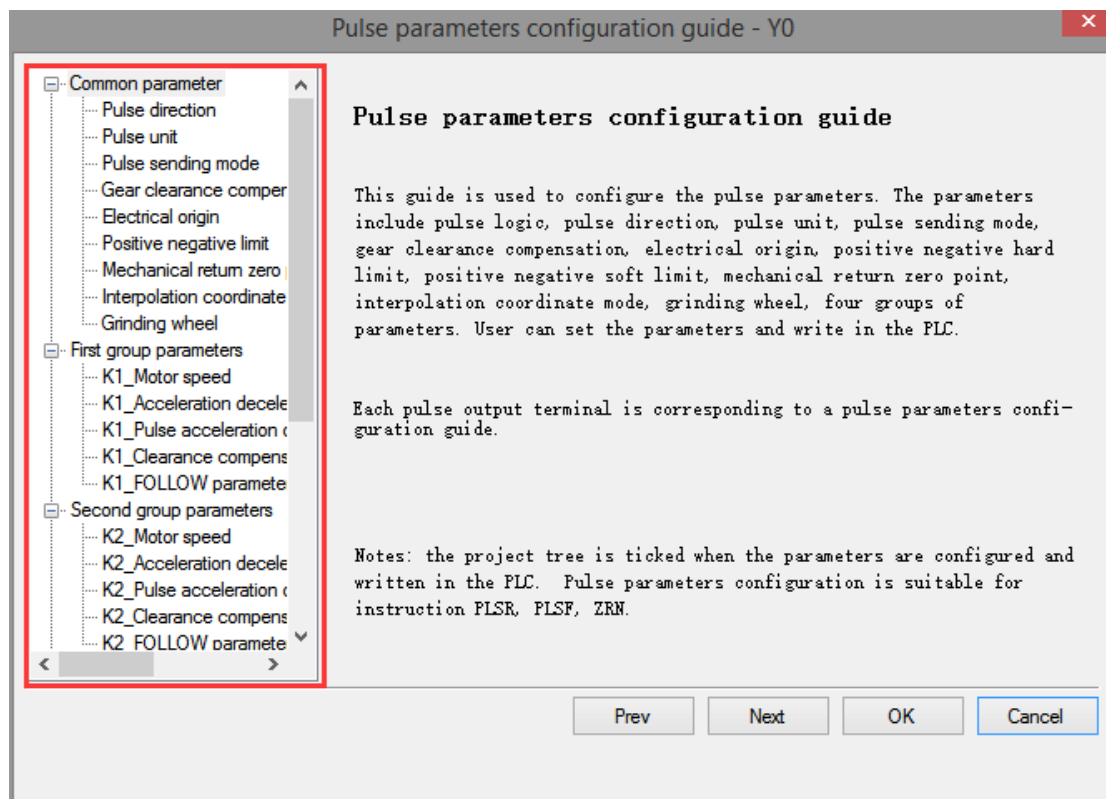 Pulse parameters configuration guide - Y0
Common parameter
Pulse direction
Pulse unit
Pulse sending mode
Gear clearance comper
Electrical origin
Positive negative limit
Mechanical return zero
Interpolation coordinate
Grinding wheel
First group parameters
K1_Motor speed
K1_Acceleration decele
K1_Pulse acceleration
K1_Clearance compens
K1_FOLLOW paramete
Second group parameters
K2_Motor speed
K2_Acceleration decele
K2_Pulse acceleration
K2_Clearance compens
K2_FOLLOW paramete
Pulse parameters configuration guide
This guide is used to configure the pulse parameters. The parameters
include pulse logic, pulse direction, pulse unit, pulse sending mode,
gear clearance compensation, electrical origin, positive negative hard
limit, positive negative soft limit, mechanical return zero point,
interpolation coordinate mode, grinding wheel, four groups of
parameters. User can set the parameters and write in the PLC.
Each pulse output terminal is corresponding to a pulse parameters confi-
guration guide.
Notes: the project tree is ticked when the parameters are configured and
written in the PLC. Pulse parameters configuration is suitable for
instruction PLSR, PLSF, ZRN.
Prev
Next
OK
Cancel